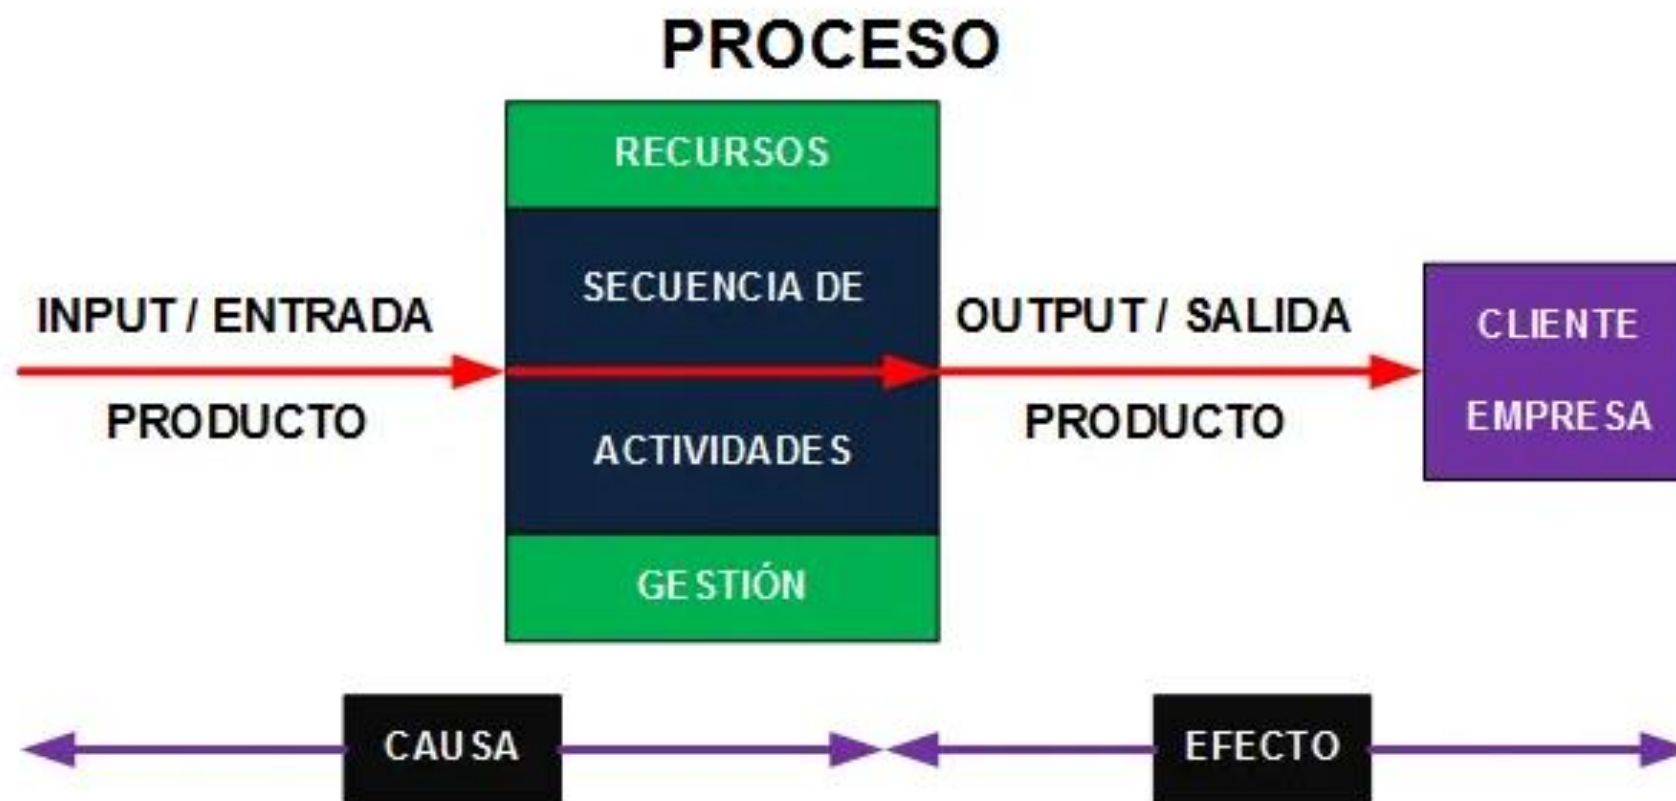 PROCESO
RECURSOS
INPUT / ENTRADA
PRODUCTO
SECUENCIA DE
ACTIVIDADES
GESTIÓN
OUTPUT / SALIDA
PRODUCTO
CLIENTE
EMPRESA
CAUSA
EFECTO